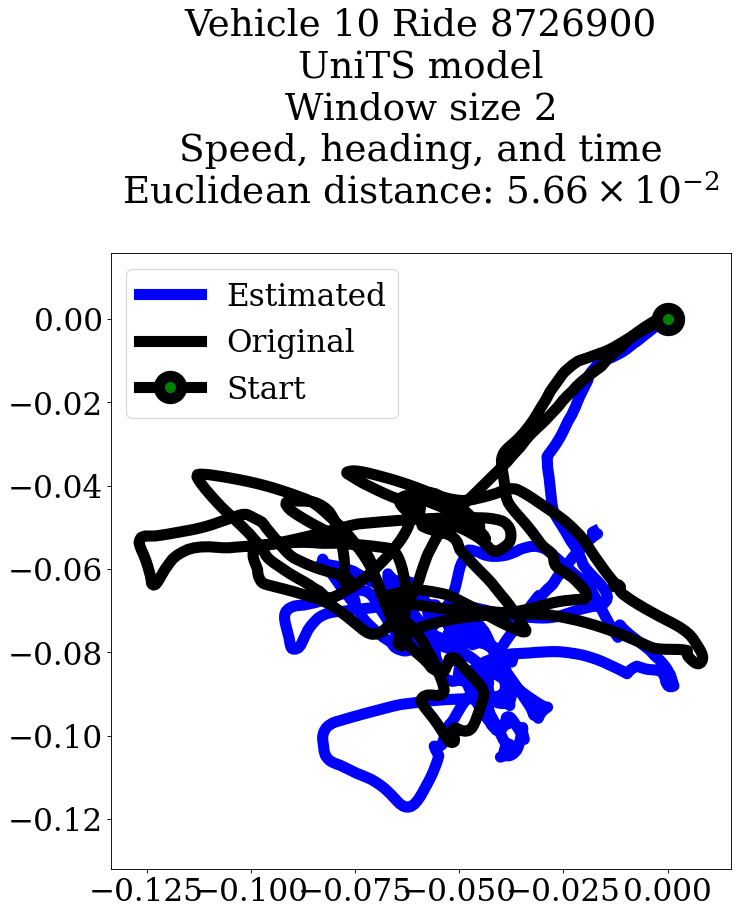 Vehicle 10 Ride 8726900
UniTS model
Window size 2
Speed, heading, and time
Euclidean distance: 5.66 × 10⁻²
Estimated
Original
Start
0.00
−0.02
−0.04
−0.06
−0.08
−0.10
−0.12
−0.125 −0.100 −0.075 −0.050 −0.025 0.000